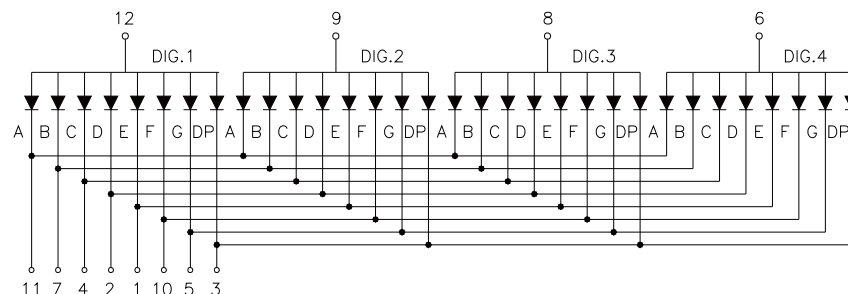 12 9 8 6
DIG.1 DIG.2 DIG.3 DIG.4
A B C D E F G DP A B C D E F G DP A B C D E F G DP A B C D E F G DP
11 7 4 2 1 10 5 3